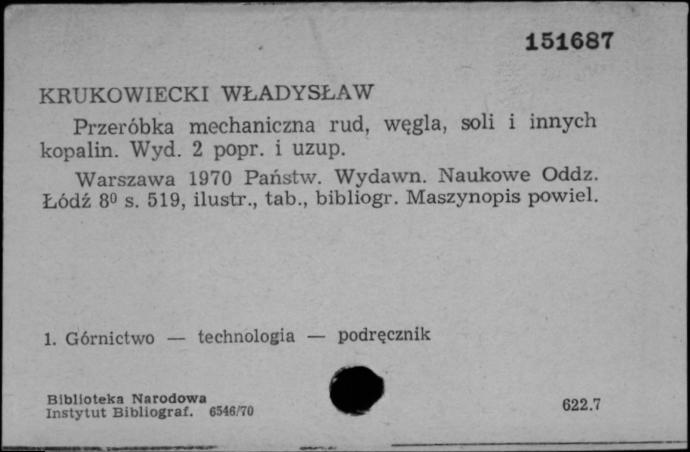 151687
KRUKOWIECKI WŁADYSŁAW
Przeróbka mechaniczna rud, węgla, soli i innych
kopalin. Wyd. 2 popr. i uzup.
Warszawa 1970 Państw. Wydawn. Naukowe Oddz.
Łódź 8⁰ s. 519, ilustr., tab., bibliogr. Maszynopis powiel.
1. Górnictwo — technologia — podręcznik
Biblioteka Narodowa
Instytut Bibliograf. 6546/70
622.7